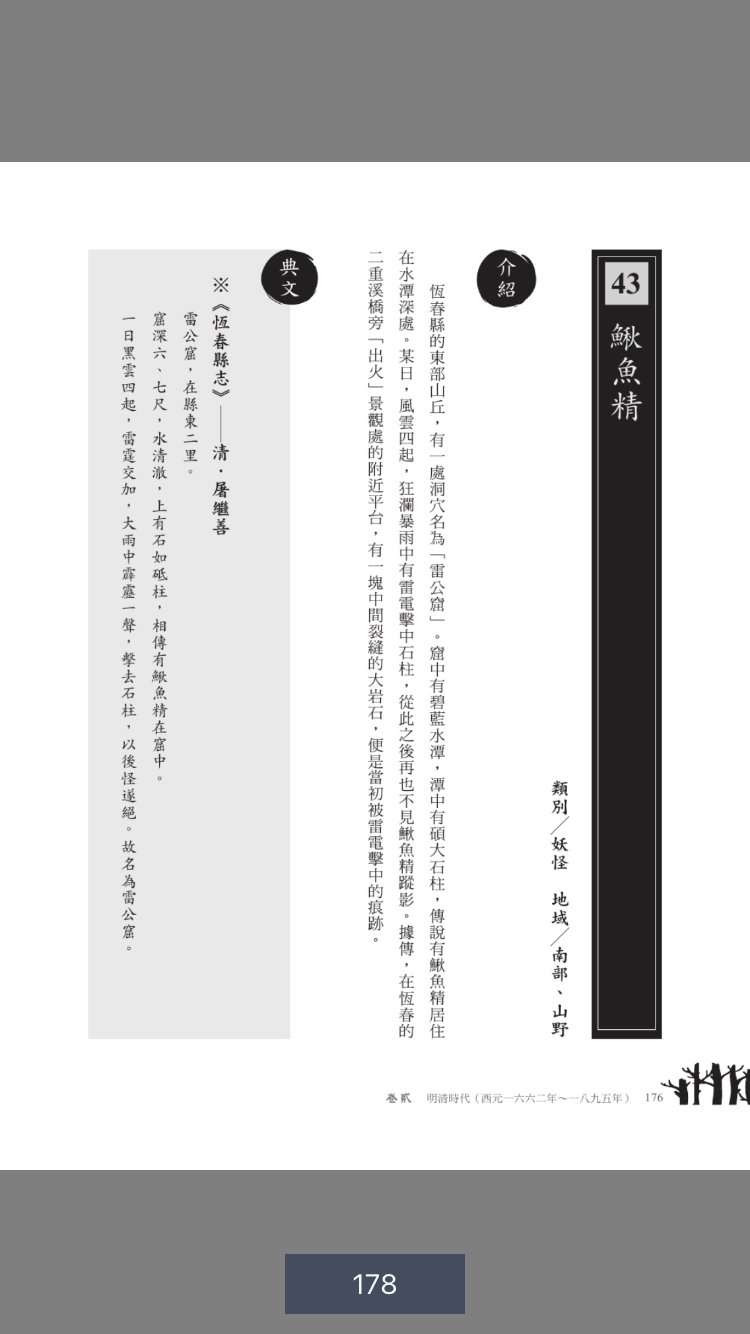 43
鰍魚精
類別／妖怪　地域／南部、山野
介紹
恆春縣的東部山丘，有一處洞穴名為「雷公窟」。窟中有碧藍水潭，潭中有碩大石柱，傳說有鰍魚精居住
在水潭深處。某日，風雲四起，狂瀾暴雨中有雷電擊中石柱，從此之後再也不見鰍魚精蹤影。據傳，在恆春的
二重溪橋旁「出火」景觀處的附近平台，有一塊中間裂縫的大岩石，便是當初被雷電擊中的痕跡。
典文
※《恆春縣志》──清．屠繼善
雷公窟，在縣東二里。
窟深六、七尺，水清澈，上有石如砥柱，相傳有鰍魚精在窟中。
一日黑雲四起，雷霆交加，大雨中霹靂一聲，擊去石柱，以後怪遂絕。故名為雷公窟。
卷貳　明清時代（西元一六六二年～一八九五年）　176
178